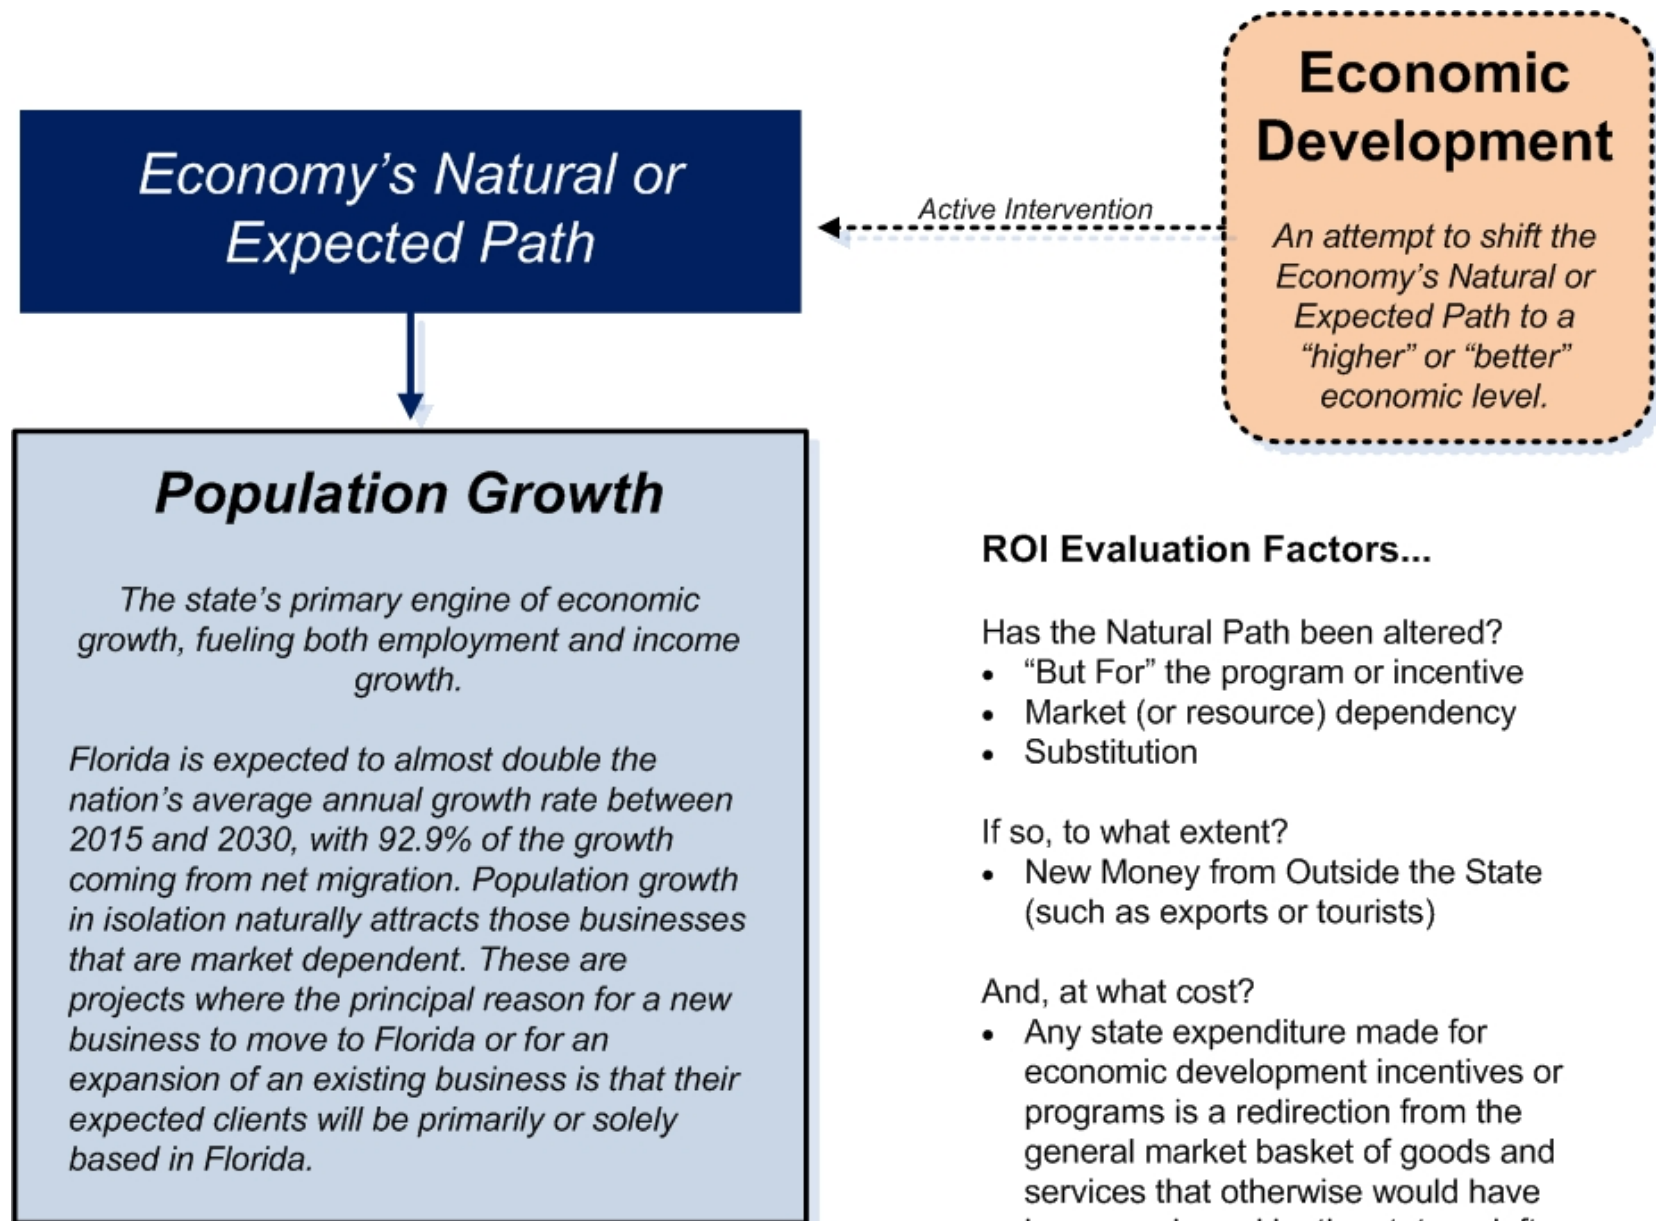 Economic
Development
An attempt to shift the
Economy’s Natural or
Expected Path to a
“higher” or “better”
economic level.
Economy’s Natural or
Expected Path
Active Intervention
Population Growth
The state’s primary engine of economic
growth, fueling both employment and income
growth.
Florida is expected to almost double the
nation’s average annual growth rate between
2015 and 2030, with 92.9% of the growth
coming from net migration. Population growth
in isolation naturally attracts those businesses
that are market dependent. These are
projects where the principal reason for a new
business to move to Florida or for an
expansion of an existing business is that their
expected clients will be primarily or solely
based in Florida.
ROI Evaluation Factors...
Has the Natural Path been altered?
• “But For” the program or incentive
• Market (or resource) dependency
• Substitution
If so, to what extent?
• New Money from Outside the State
(such as exports or tourists)
And, at what cost?
• Any state expenditure made for
economic development incentives or
programs is a redirection from the
general market basket of goods and
services that otherwise would have